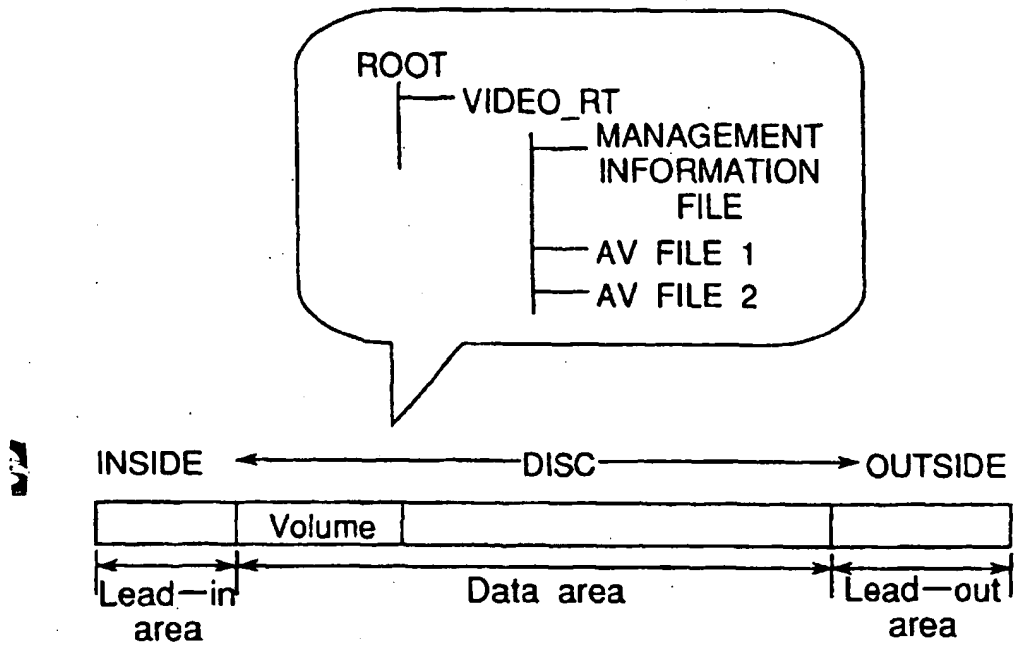 ROOT
VIDEO_RT
MANAGEMENT
INFORMATION
FILE
AV FILE 1
AV FILE 2
INSIDE DISC OUTSIDE
Volume
Lead—in Data area Lead—out
area area